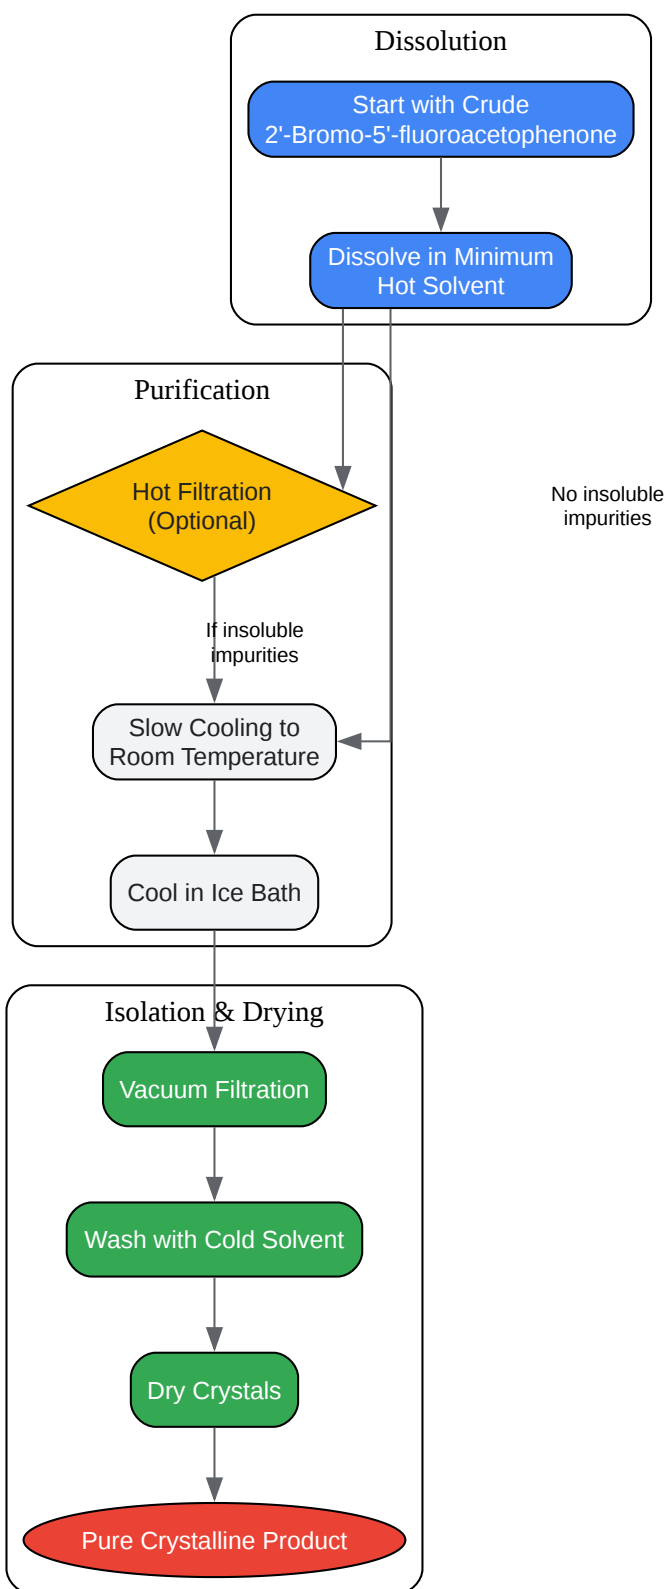 Dissolution
Start with Crude
2'-Bromo-5'-fluoroacetophenone
Dissolve in Minimum
Hot Solvent
Purification
Hot Filtration
(Optional)
No insoluble
impurities
If insoluble
impurities
Slow Cooling to
Room Temperature
Cool in Ice Bath
Isolation & Drying
Vacuum Filtration
Wash with Cold Solvent
Dry Crystals
Pure Crystalline Product